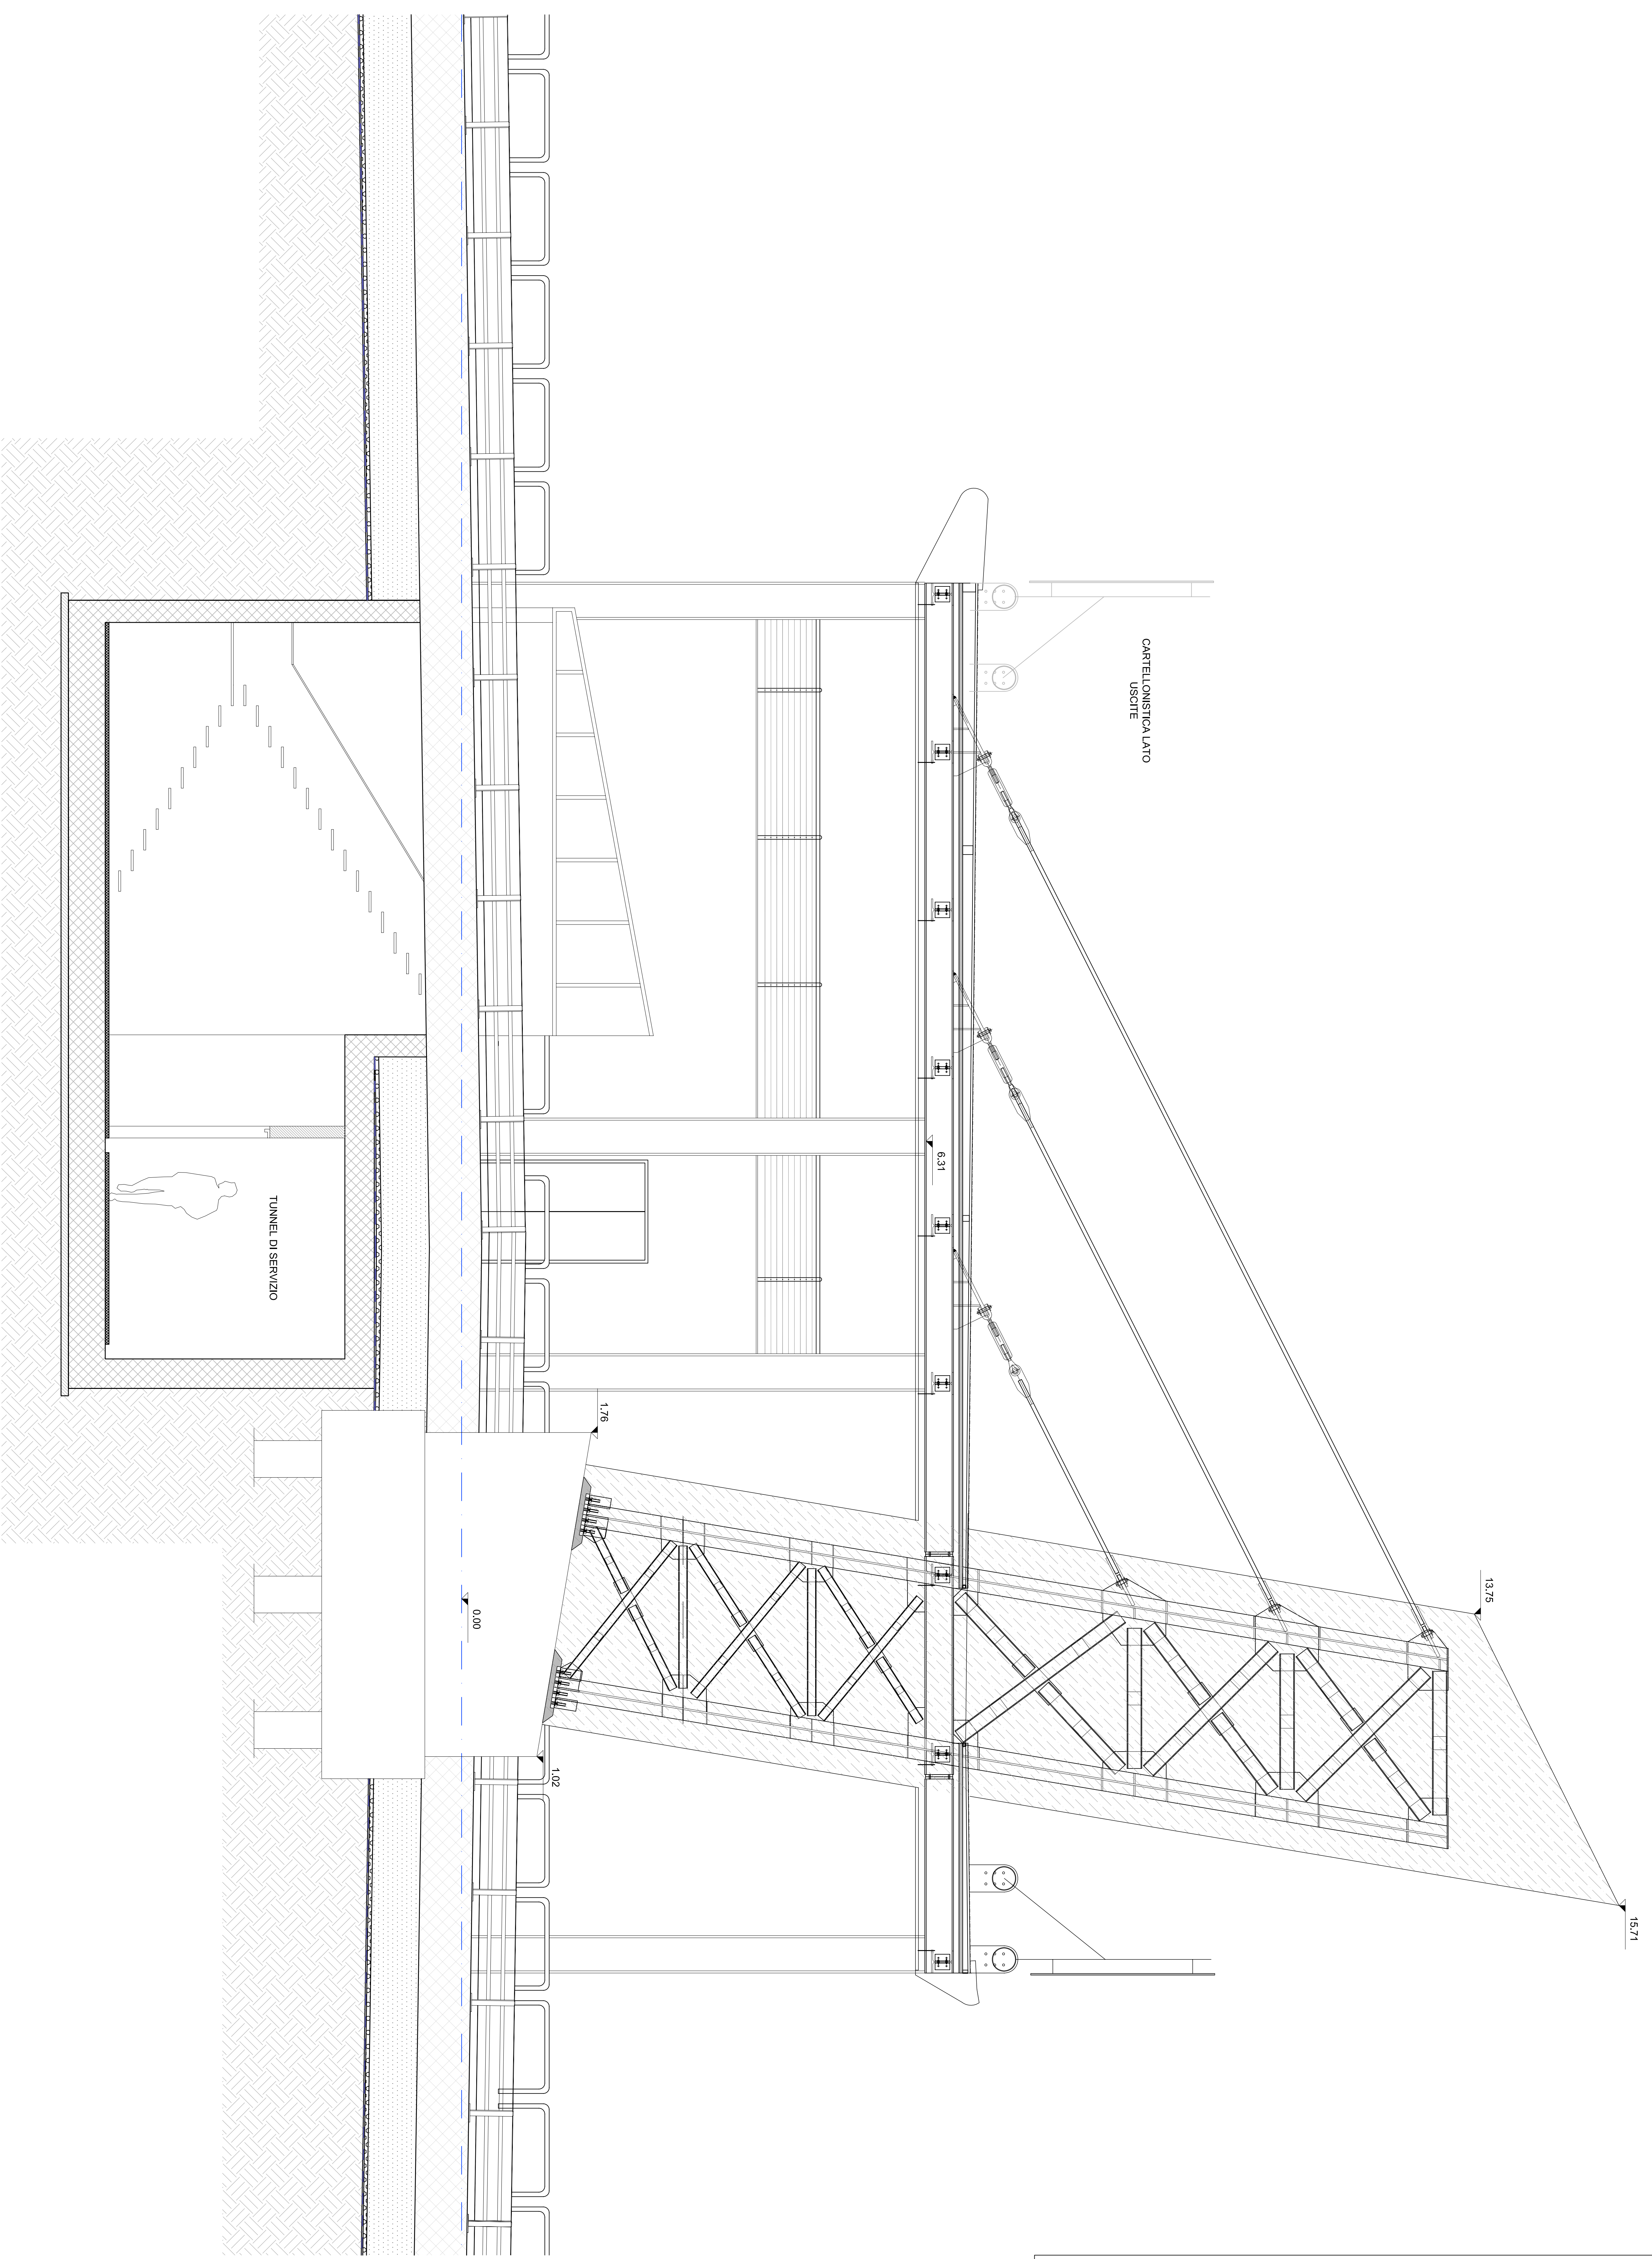 15.71
13.75
CARTELLONISTICA LATO
USCITE
6.31
1.76
1.02
0.00
TUNNEL DI SERVIZIO